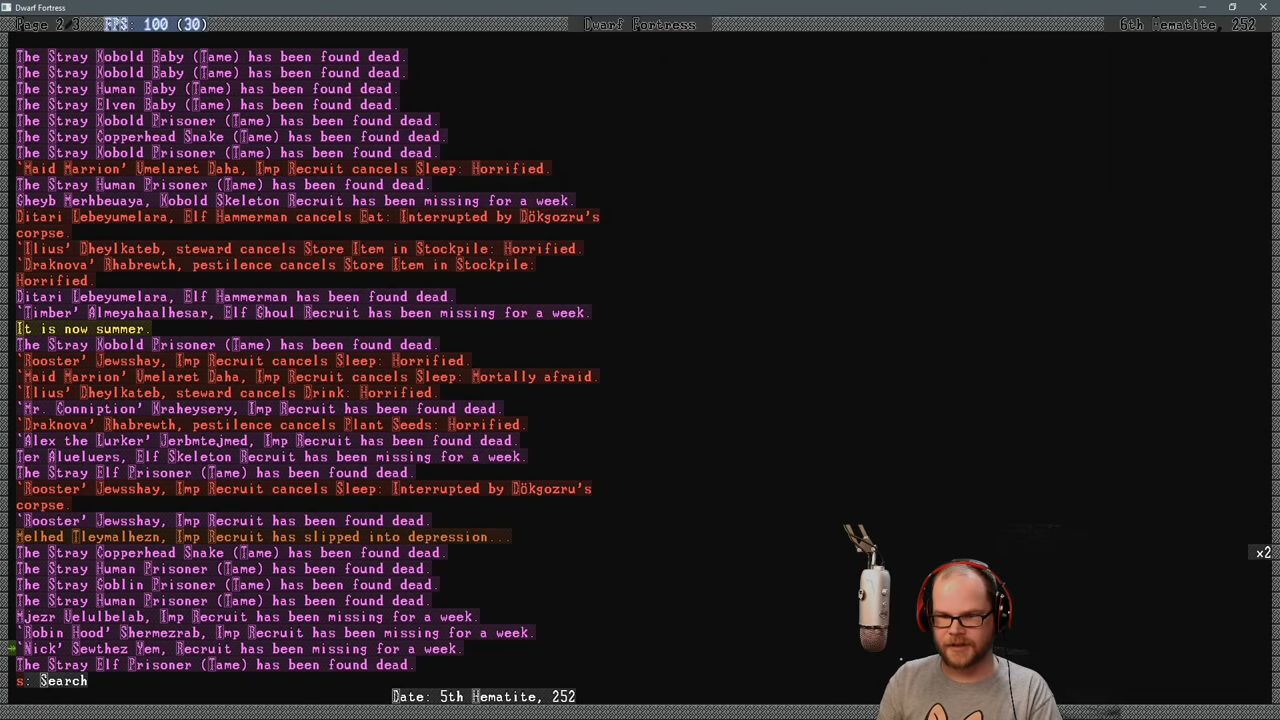 Dwarf Fortress
Page 2/3 FPS: 100 (30) Dwarf Fortress 6th Hematite, 252
The Stray Kobold Baby (Tame) has been found dead.
The Stray Kobold Baby (Tame) has been found dead.
The Stray Human Baby (Tame) has been found dead.
The Stray Elven Baby (Tame) has been found dead.
The Stray Kobold Prisoner (Tame) has been found dead.
The Stray Copperhead Snake (Tame) has been found dead.
The Stray Kobold Prisoner (Tame) has been found dead.
`Maid Marrion' Umelaret Daha, Imp Recruit cancels Sleep: Horrified.
The Stray Human Prisoner (Tame) has been found dead.
Gheyb Merhbeuaya, Kobold Skeleton Recruit has been missing for a week.
Ditari Lebeyumelara, Elf Hammerman cancels Eat: Interrupted by Dökgozru's
corpse.
`Ilius' Dheylkateb, steward cancels Store Item in Stockpile: Horrified.
`Draknova' Rhabrewth, pestilence cancels Store Item in Stockpile:
Horrified.
Ditari Lebeyumelara, Elf Hammerman has been found dead.
`Timber' Almeyahaalhesar, Elf Ghoul Recruit has been missing for a week.
It is now summer.
The Stray Kobold Prisoner (Tame) has been found dead.
`Rooster' Jewsshay, Imp Recruit cancels Sleep: Horrified.
`Maid Marrion' Umelaret Daha, Imp Recruit cancels Sleep: Mortally afraid.
`Ilius' Dheylkateb, steward cancels Drink: Horrified.
`Mr. Conniption' Kraheysery, Imp Recruit has been found dead.
`Draknova' Rhabrewth, pestilence cancels Plant Seeds: Horrified.
`Alex the Lurker' Jerbmtejmed, Imp Recruit has been found dead.
Ter Alueluers, Elf Skeleton Recruit has been missing for a week.
The Stray Elf Prisoner (Tame) has been found dead.
`Rooster' Jewsshay, Imp Recruit cancels Sleep: Interrupted by Dökgozru's
corpse.
`Rooster' Jewsshay, Imp Recruit has been found dead.
Melhed Tleymalhezn, Imp Recruit has slipped into depression...
The Stray Copperhead Snake (Tame) has been found dead.
The Stray Human Prisoner (Tame) has been found dead.
The Stray Goblin Prisoner (Tame) has been found dead.
The Stray Human Prisoner (Tame) has been found dead.
Mjezr Uelulbelab, Imp Recruit has been missing for a week.
`Robin Hood' Shermezrab, Imp Recruit has been missing for a week.
`Nick' Sewthez Yem, Recruit has been missing for a week.
The Stray Elf Prisoner (Tame) has been found dead.
s: Search
Date: 5th Hematite, 252
x2